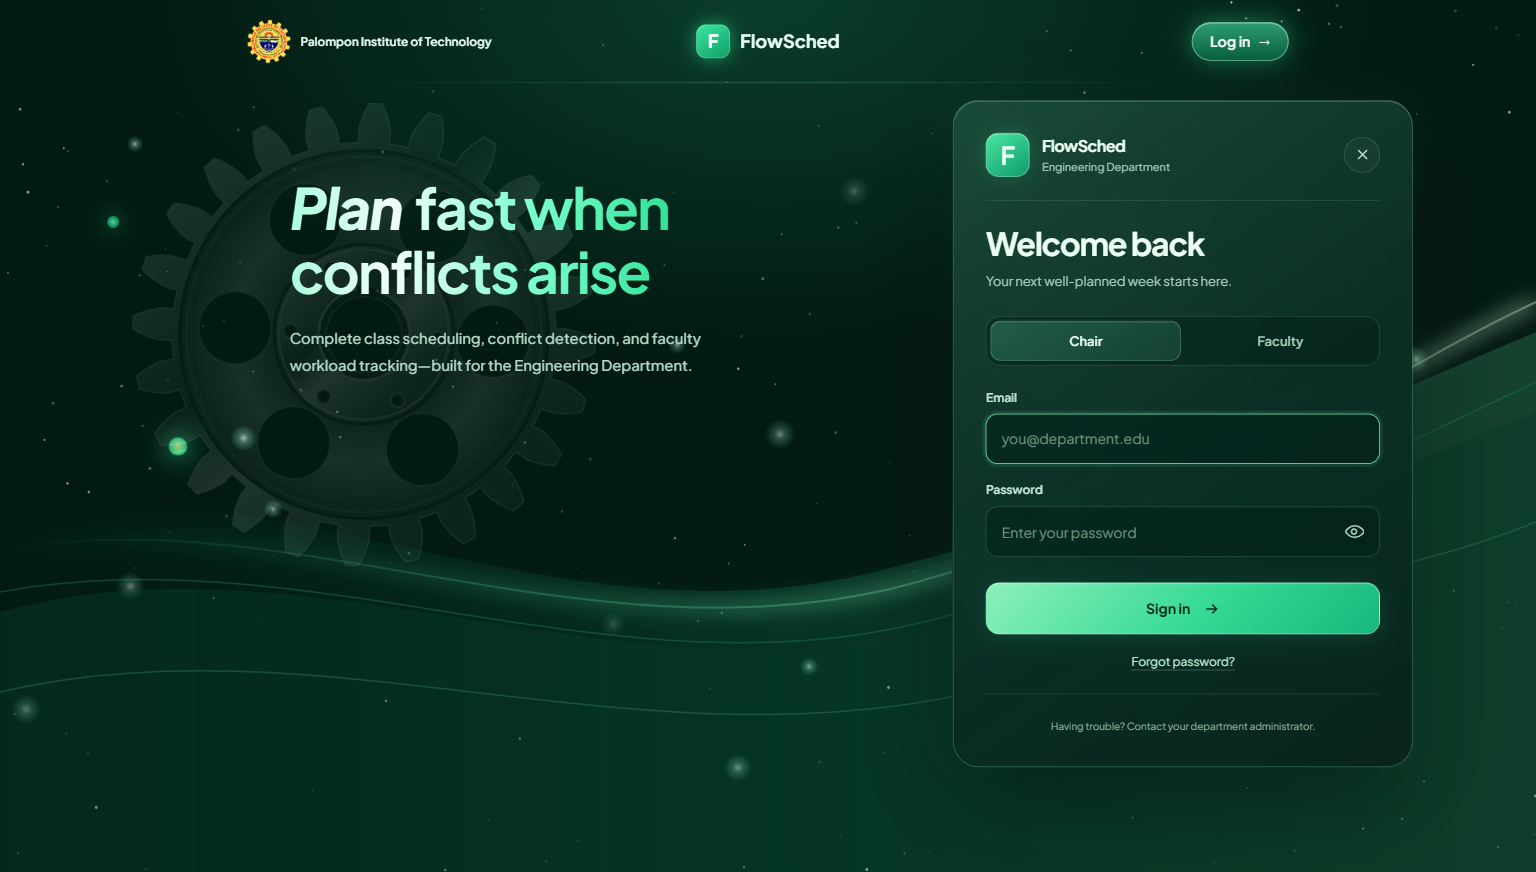 Palompon Institute of Technology
F FlowSched
Log in →
Plan fast when
conflicts arise
Complete class scheduling, conflict detection, and faculty
workload tracking—built for the Engineering Department.
F
FlowSched
Engineering Department
Welcome back
Your next well-planned week starts here.
Chair
Faculty
Email
you@department.edu
Password
Enter your password
Sign in →
Forgot password?
Having trouble? Contact your department administrator.